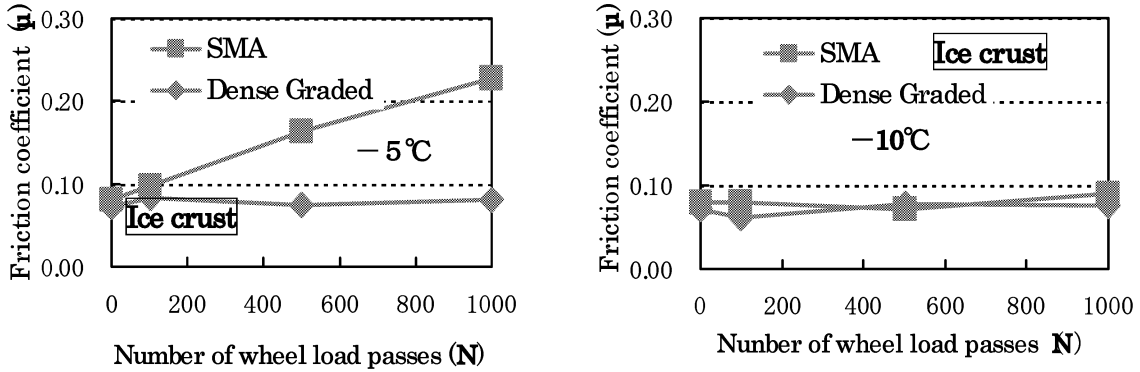 Friction coefficient (μ)
0.30
0.20
0.10
0.00
SMA
Dense Graded
−5℃
Ice crust
0
200
400
600
800
1000
Number of wheel load passes (N)
Friction coefficient (μ)
0.30
0.20
0.10
0.00
SMA
Ice crust
Dense Graded
−10℃
0
200
400
600
800
1000
Nunber of wheel load passes N)